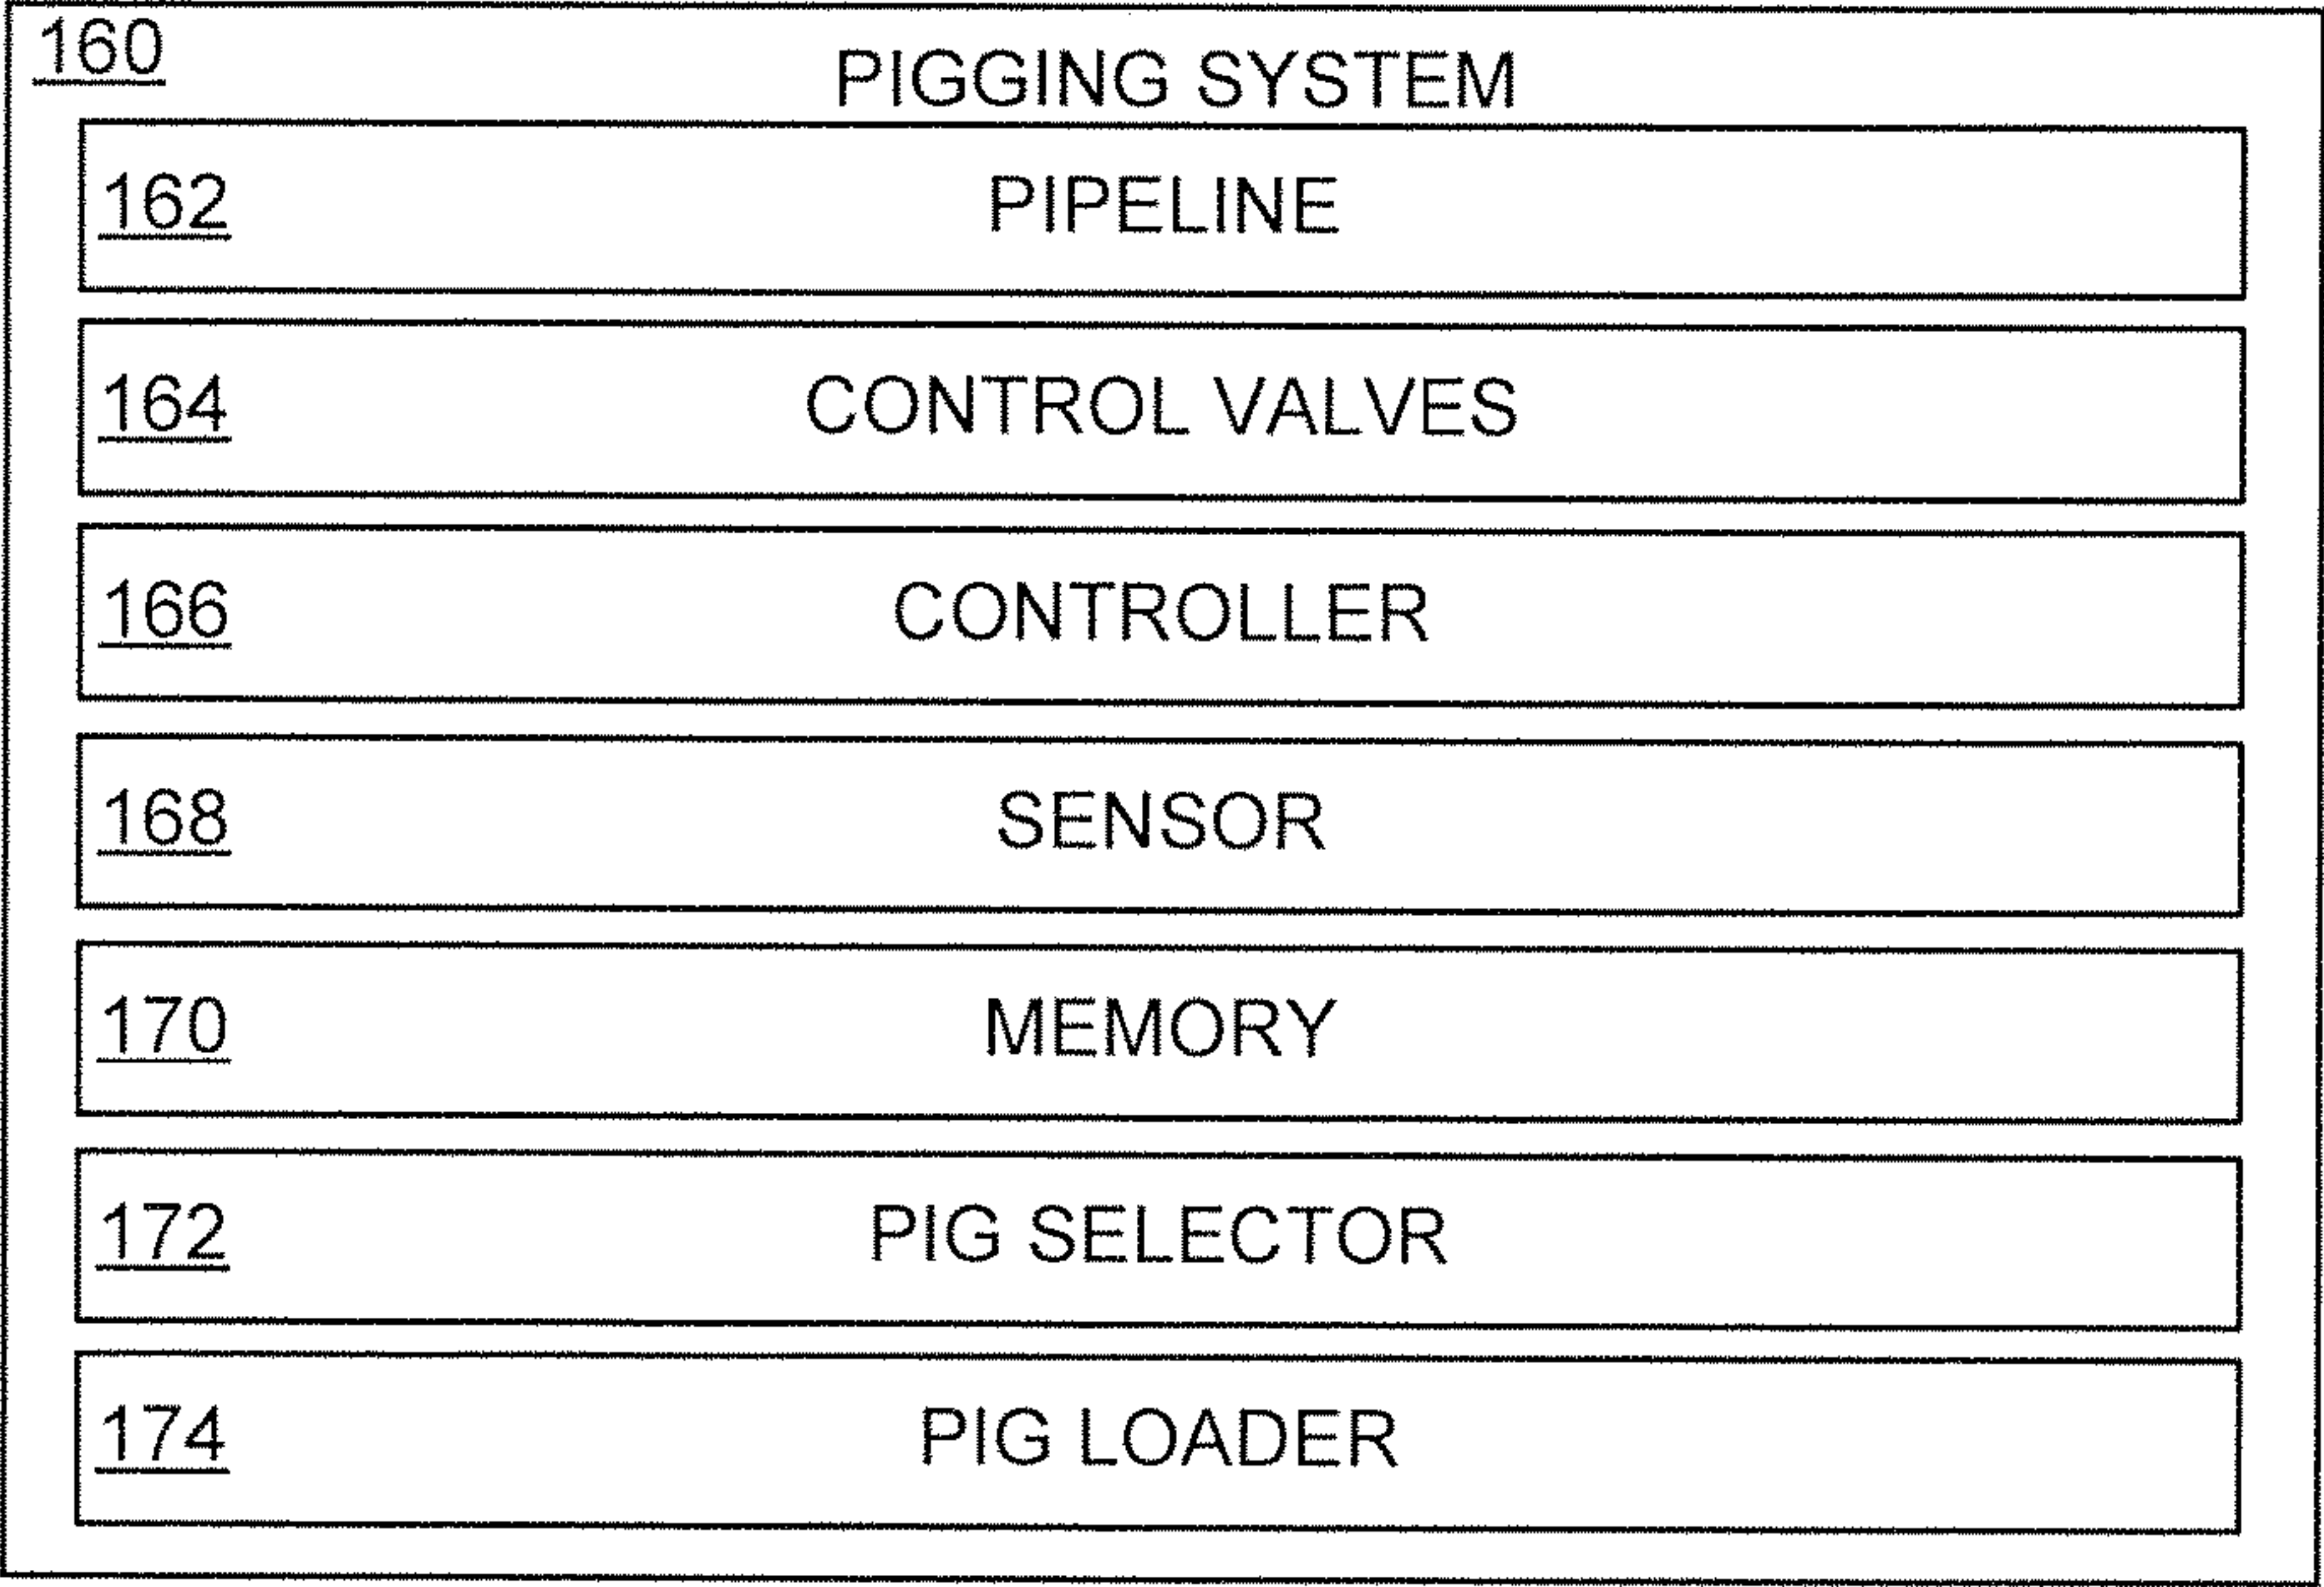 160
PIGGING SYSTEM
162 PIPELINE
164 CONTROL VALVES
166 CONTROLLER
168 SENSOR
170 MEMORY
172 PIG SELECTOR
174 PIG LOADER